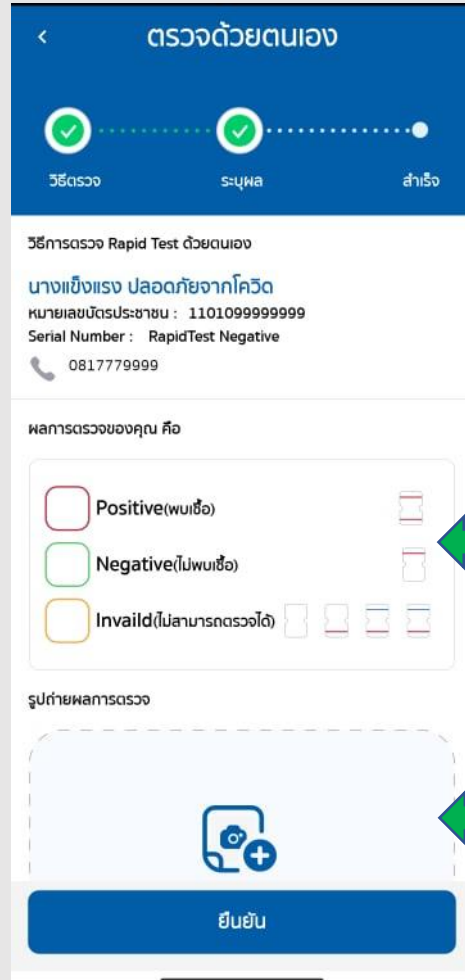 ตรวจด้วยตนเอง
วิธีตรวจ ระบุผล สำเร็จ
วิธีการตรวจ Rapid Test ด้วยตนเอง
นางแข็งแรง ปลอดภัยจากโควิด
หมายเลขบัตรประชาชน : 1101099999999
Serial Number : RapidTest Negative
0817779999
ผลการตรวจของคุณ คือ
Positive(พบเชื้อ)
Negative(ไม่พบเชื้อ)
Invaild(ไม่สามารถตรวจได้)
รูปถ่ายผลการตรวจ
ยืนยัน